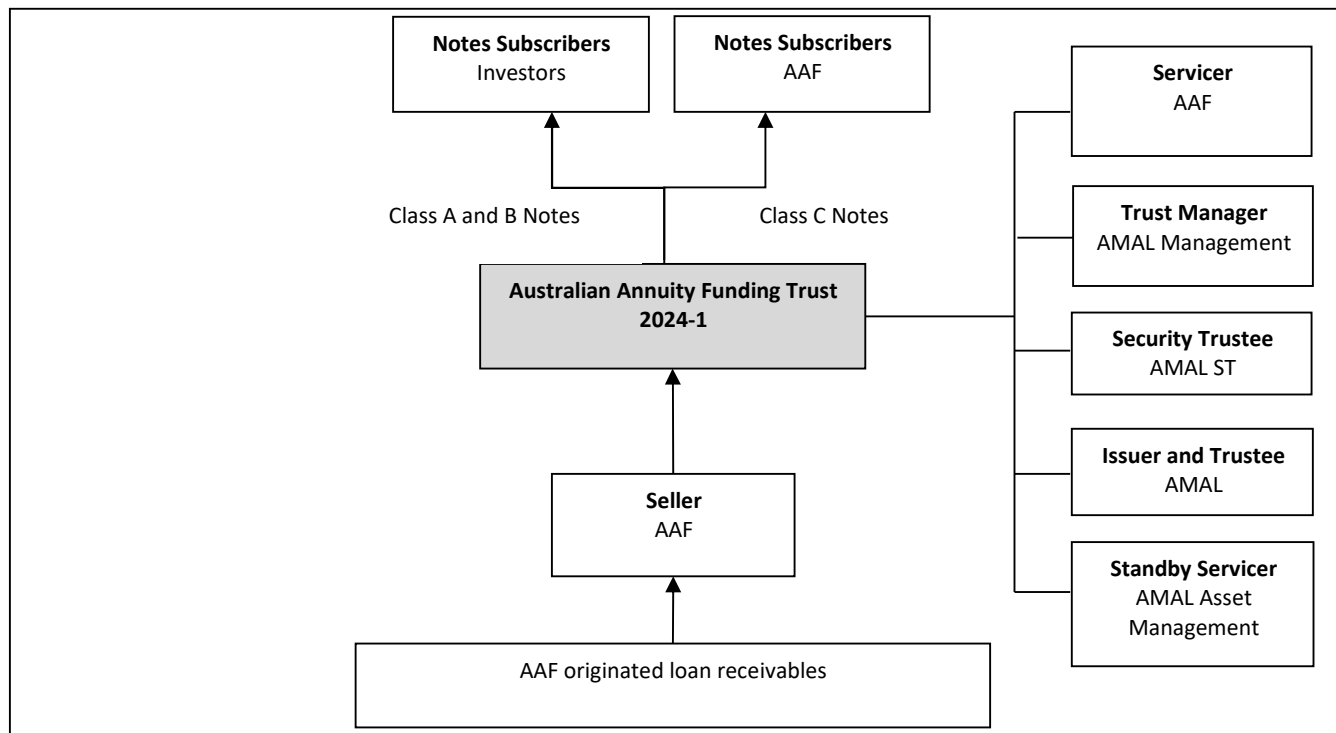 Notes Subscribers
Investors
Notes Subscribers
AAF
Servicer
AAF
Class A and B Notes
Class C Notes
Trust Manager
AMAL Management
Australian Annuity Funding Trust
2024-1
Security Trustee
AMAL ST
Seller
AAF
Issuer and Trustee
AMAL
Standby Servicer
AMAL Asset
Management
AAF originated loan receivables